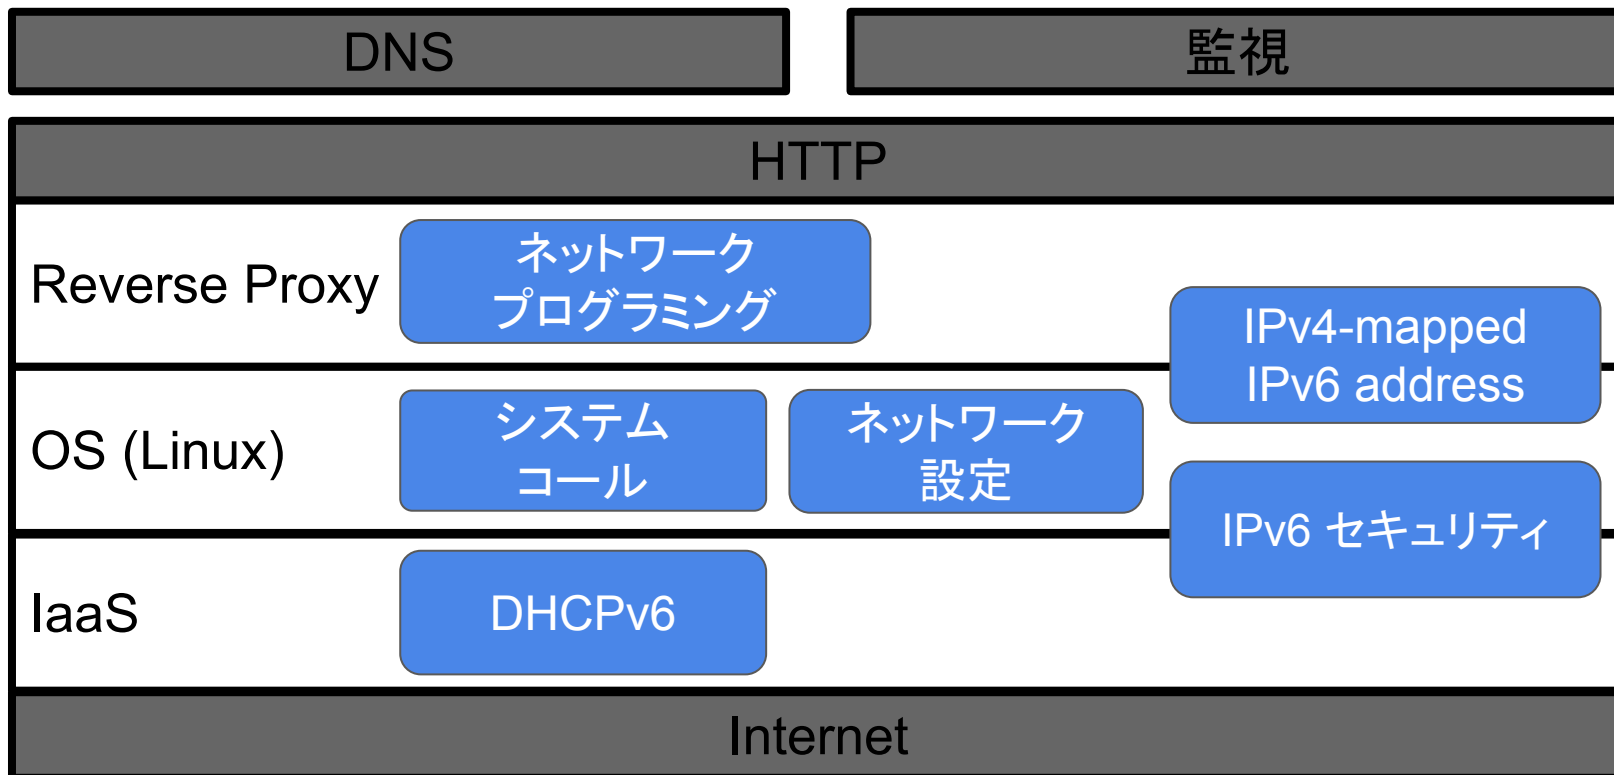 DNS
監視
HTTP
Reverse Proxy
ネットワーク
プログラミング
IPv4-mapped
IPv6 address
OS (Linux)
システム
コール
ネットワーク
設定
IPv6 セキュリティ
IaaS
DHCPv6
Internet